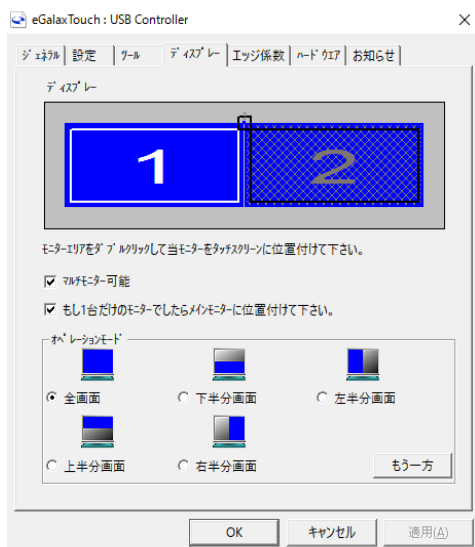 eGalaxTouch : USB Controller
ジェネラル 設定 ツール ディスプレー エッジ係数 ハードウエア お知らせ
ディスプレー
1 2
モニターエリアをダブルクリックして当モニターをタッチスクリーンに位置付けて下さい。
マルチモニター可能
もし1台だけのモニターでしたらメインモニターに位置付けて下さい。
オペレーションモード
全画面 下半分画面 左半分画面
上半分画面 右半分画面 もう一方
OK キャンセル 適用(A)